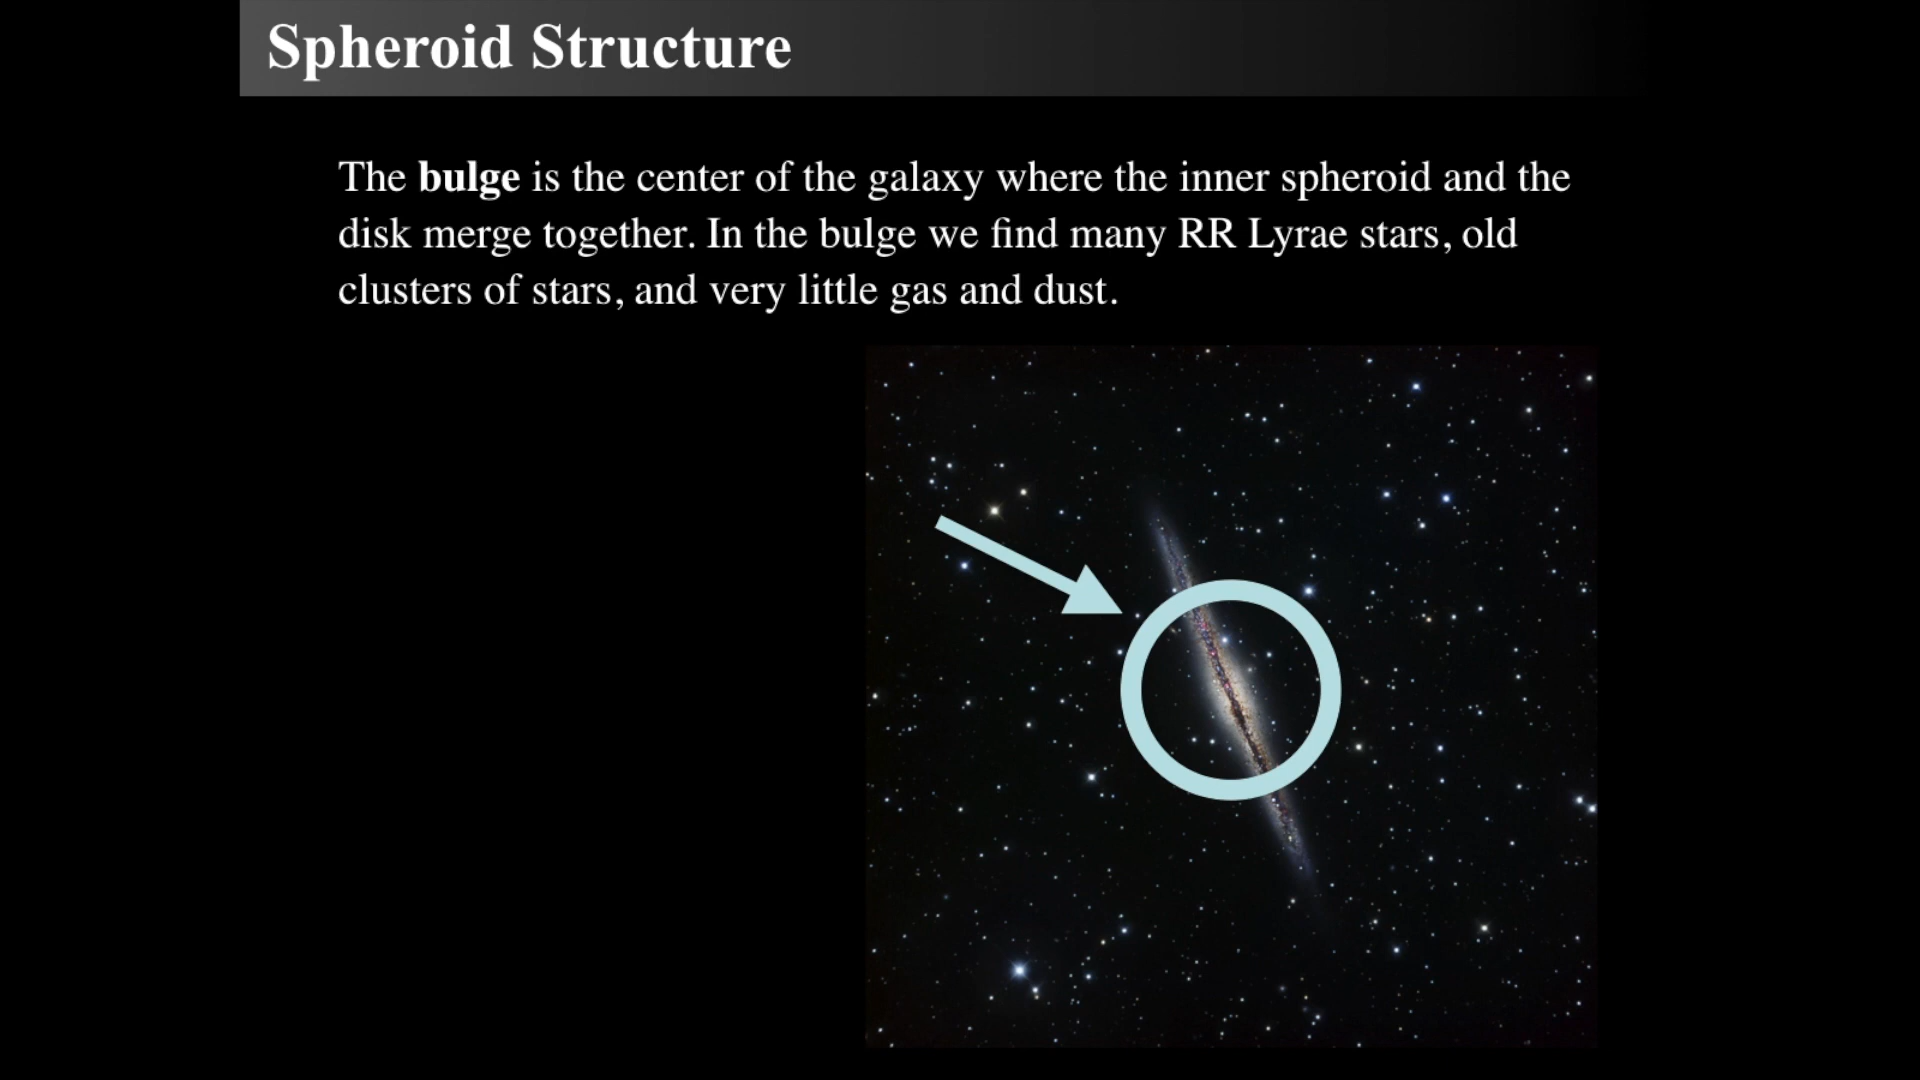 Spheroid Structure
The bulge is the center of the galaxy where the inner spheroid and the
disk merge together. In the bulge we find many RR Lyrae stars, old
clusters of stars, and very little gas and dust.